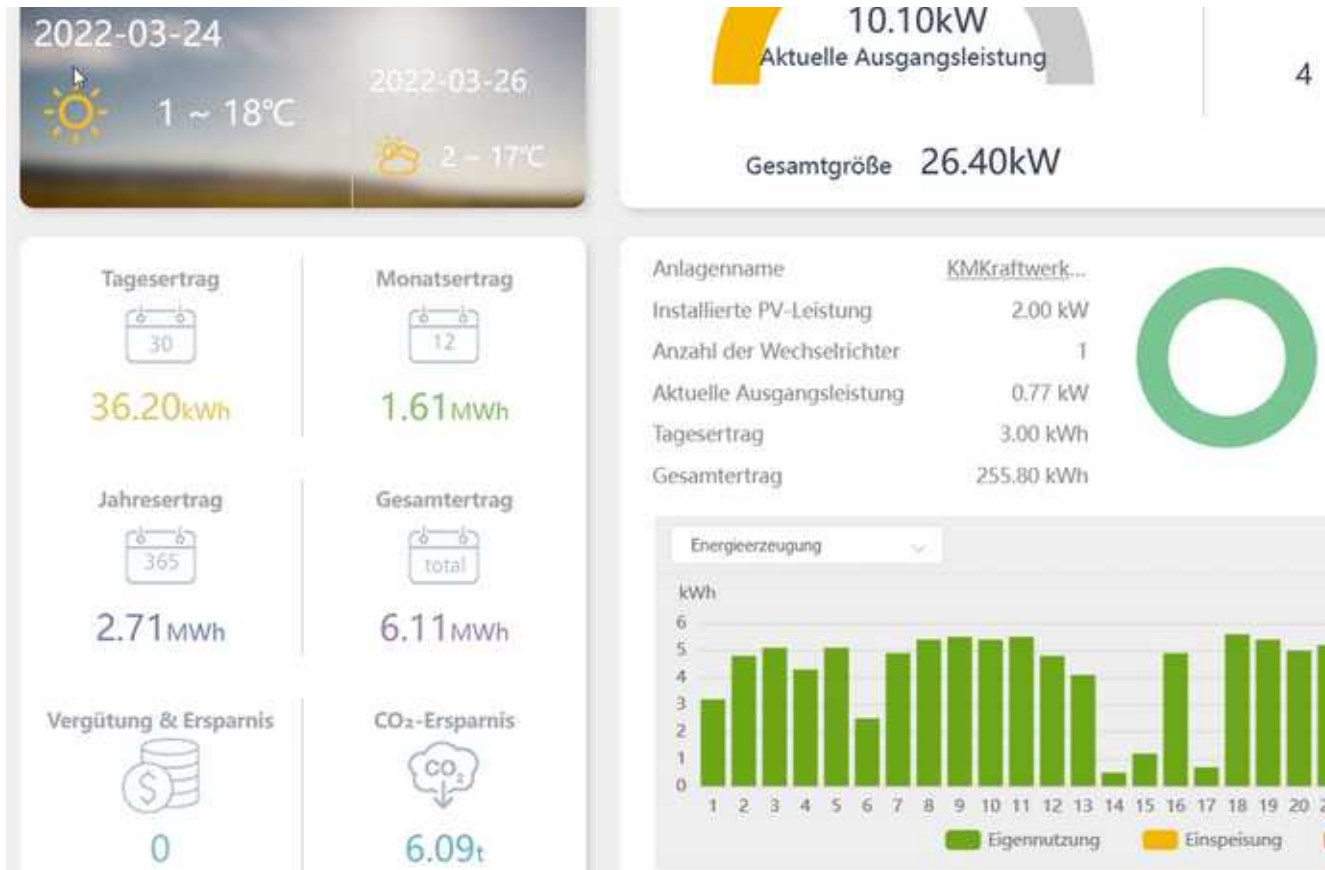 2022-03-24
1 ~ 18℃
2022-03-26
2 ~ 17℃
10.10kW
Aktuelle Ausgangsleistung
Gesamtgröße 26.40kW
4
Tagesertrag
30
36.20kWh
Monatsertrag
12
1.61MWh
Jahresertrag
365
2.71MWh
Gesamtertrag
total
6.11MWh
Vergütung & Ersparnis
$
0
CO₂-Ersparnis
CO₂
6.09t
Anlagenname KMKraftwerk...
Installierte PV-Leistung 2.00 kW
Anzahl der Wechselrichter 1
Aktuelle Ausgangsleistung 0.77 kW
Tagesertrag 3.00 kWh
Gesamtertrag 255.80 kWh
Energieerzeugung
kWh
6
5
4
3
2
1
0
1 2 3 4 5 6 7 8 9 10 11 12 13 14 15 16 17 18 19 20
Eigennutzung Einspeisung